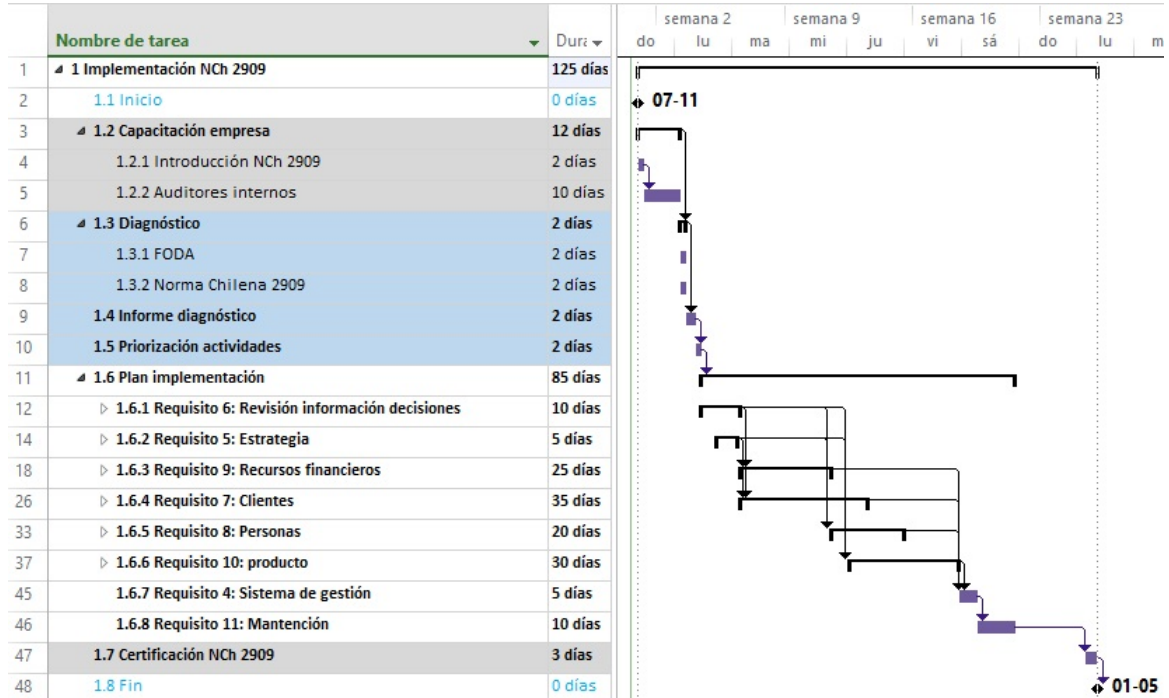 semana 2 semana 9 semana 16 semana 23
Nombre de tarea Dura do lu ma mi ju vi sá do lu m
1 1 Implementación NCh 2909 125 días
2 1.1 Inicio 0 días 07-11
3 1.2 Capacitación empresa 12 días
4 1.2.1 Introducción NCh 2909 2 días
5 1.2.2 Auditores internos 10 días
6 1.3 Diagnóstico 2 días
7 1.3.1 FODA 2 días
8 1.3.2 Norma Chilena 2909 2 días
9 1.4 Informe diagnóstico 2 días
10 1.5 Priorización actividades 2 días
11 1.6 Plan implementación 85 días
12 1.6.1 Requisito 6: Revisión información decisiones 10 días
14 1.6.2 Requisito 5: Estrategia 5 días
18 1.6.3 Requisito 9: Recursos financieros 25 días
26 1.6.4 Requisito 7: Clientes 35 días
33 1.6.5 Requisito 8: Personas 20 días
37 1.6.6 Requisito 10: producto 30 días
45 1.6.7 Requisito 4: Sistema de gestión 5 días
46 1.6.8 Requisito 11: Mantención 10 días
47 1.7 Certificación NCh 2909 3 días
48 1.8 Fin 0 días 01-05